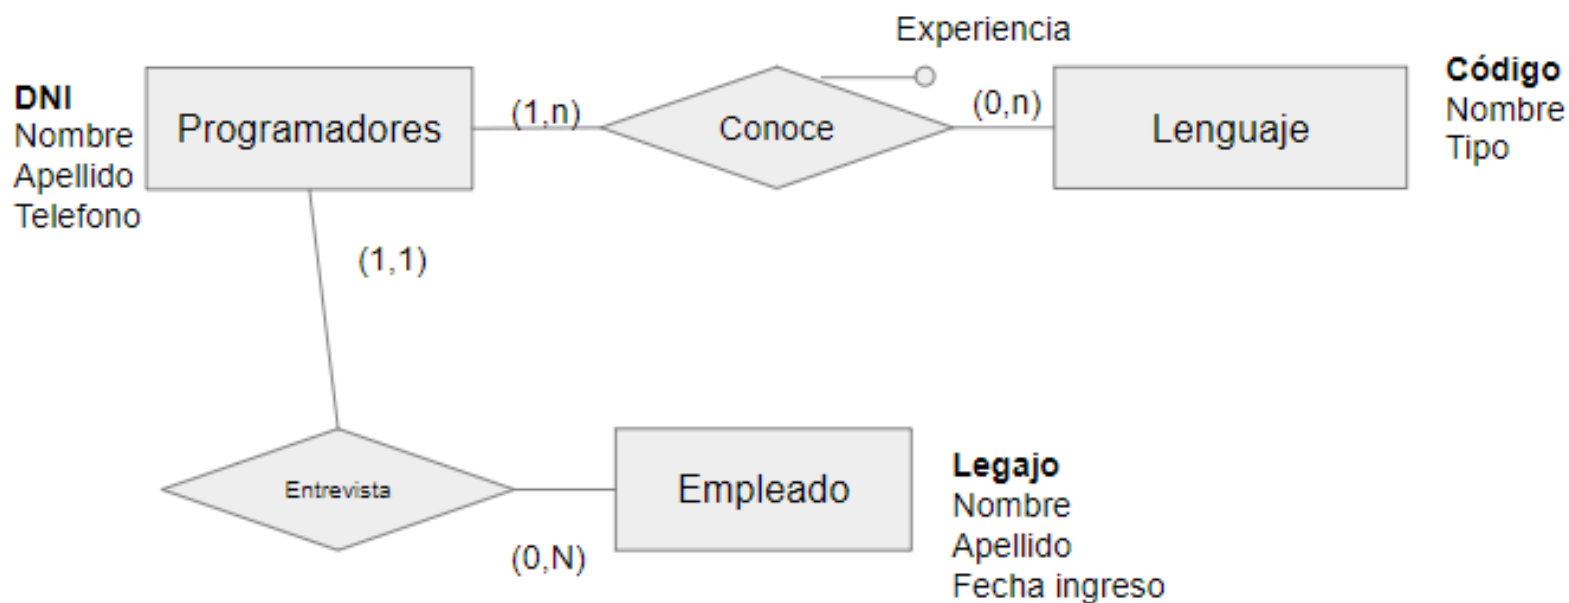 Experiencia
DNI
Nombre
Apellido
Telefono
Programadores
(1,n)
Conoce
(0,n)
Lenguaje
Código
Nombre
Tipo
(1,1)
Entrevista
(0,N)
Empleado
Legajo
Nombre
Apellido
Fecha ingreso